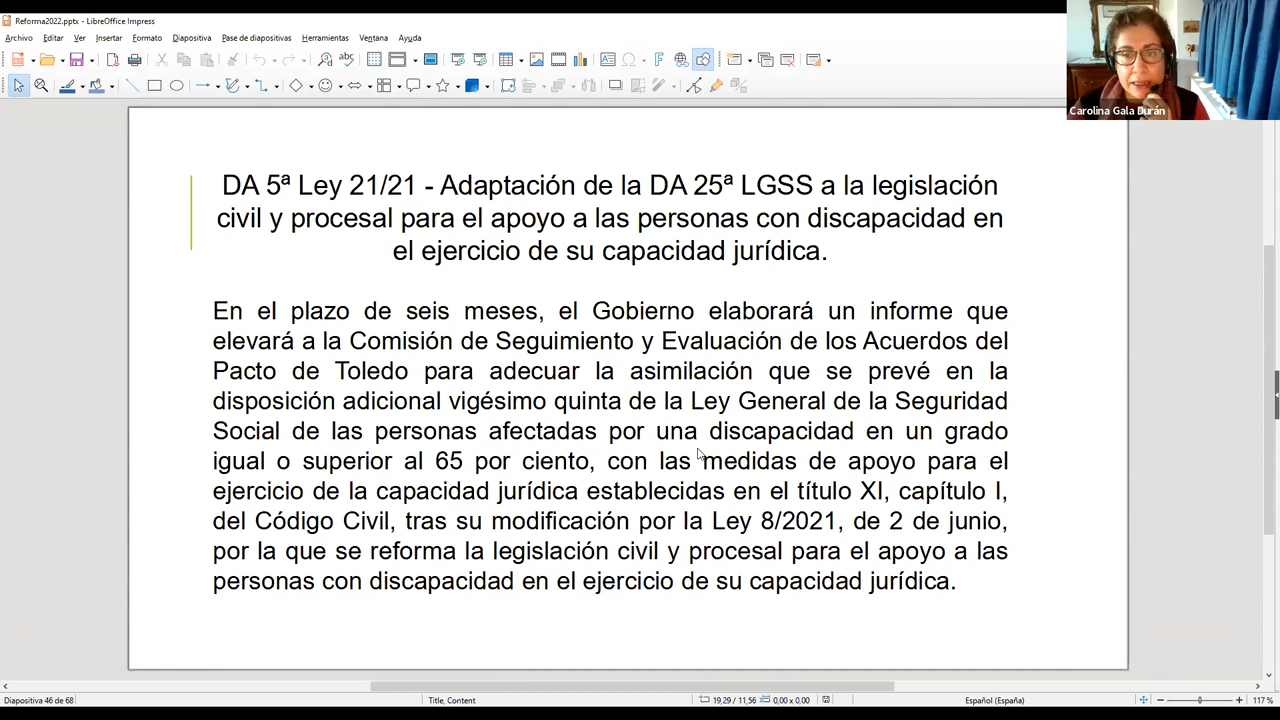 Reforma2022.pptx - LibreOffice Impress
Archivo Editar Ver Insertar Formato Diapositiva Pase de diapositivas Herramientas Ventana Ayuda
Carolina Gala Durán
DA 5ª Ley 21/21 - Adaptación de la DA 25ª LGSS a la legislación
civil y procesal para el apoyo a las personas con discapacidad en
el ejercicio de su capacidad jurídica.
En el plazo de seis meses, el Gobierno elaborará un informe que
elevará a la Comisión de Seguimiento y Evaluación de los Acuerdos del
Pacto de Toledo para adecuar la asimilación que se prevé en la
disposición adicional vigésimo quinta de la Ley General de la Seguridad
Social de las personas afectadas por una discapacidad en un grado
igual o superior al 65 por ciento, con las medidas de apoyo para el
ejercicio de la capacidad jurídica establecidas en el título XI, capítulo I,
del Código Civil, tras su modificación por la Ley 8/2021, de 2 de junio,
por la que se reforma la legislación civil y procesal para el apoyo a las
personas con discapacidad en el ejercicio de su capacidad jurídica.
Diapositiva 46 de 68 Title, Content 19,29 / 11,56 0,00 x 0,00 Español (España) 117 %